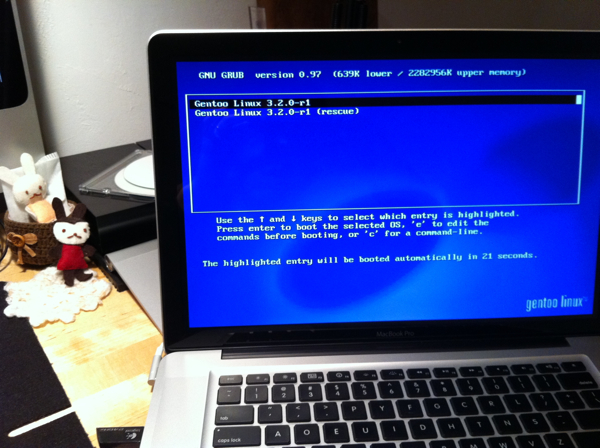 GNU GRUB version 0.97 (639K lower / 2282956K upper memory)
Gentoo Linux 3.2.0-r1
Gentoo Linux 3.2.0-r1 (rescue)
Use the ↑ and ↓ keys to select which entry is highlighted.
Press enter to boot the selected OS, 'e' to edit the
commands before booting, or 'c' for a command-line.
The highlighted entry will be booted automatically in 21 seconds.
gentoo linux
MacBook Pro
tab
P Y F G C R L
caps lock
A O E U I D H T N S